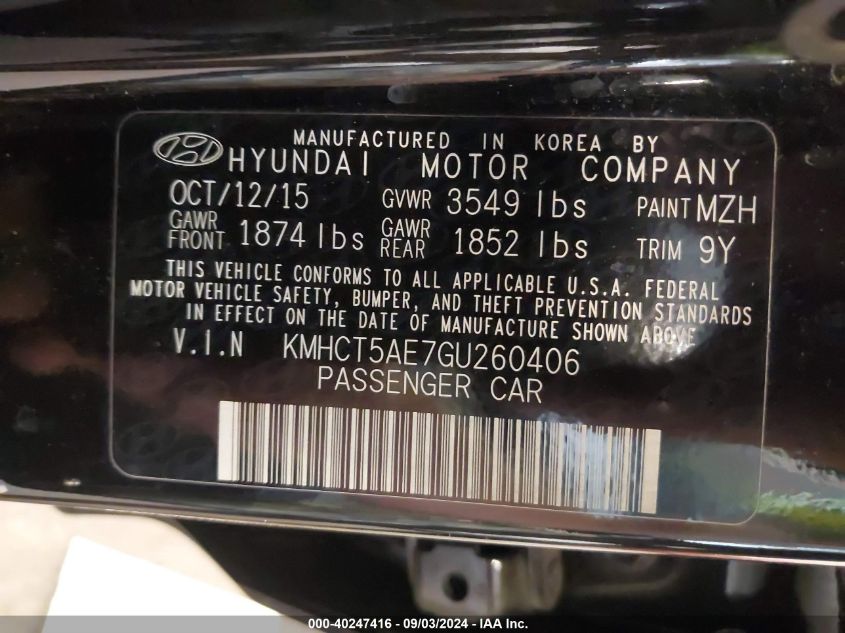 MANUFACTURED IN KOREA BY
HYUNDAI MOTOR COMPANY
OCT/12/15 GVWR 3549 lbs PAINT MZH
GAWR FRONT 1874 lbs GAWR REAR 1852 lbs TRIM 9Y
THIS VEHICLE CONFORMS TO ALL APPLICABLE U.S.A. FEDERAL
MOTOR VEHICLE SAFETY, BUMPER, AND THEFT PREVENTION STANDARDS
IN EFFECT ON THE DATE OF MANUFACTURE SHOWN ABOVE
V.I.N KMHCT5AE7GU260406
PASSENGER CAR
000-40247416 - 09/03/2024 - IAA Inc.